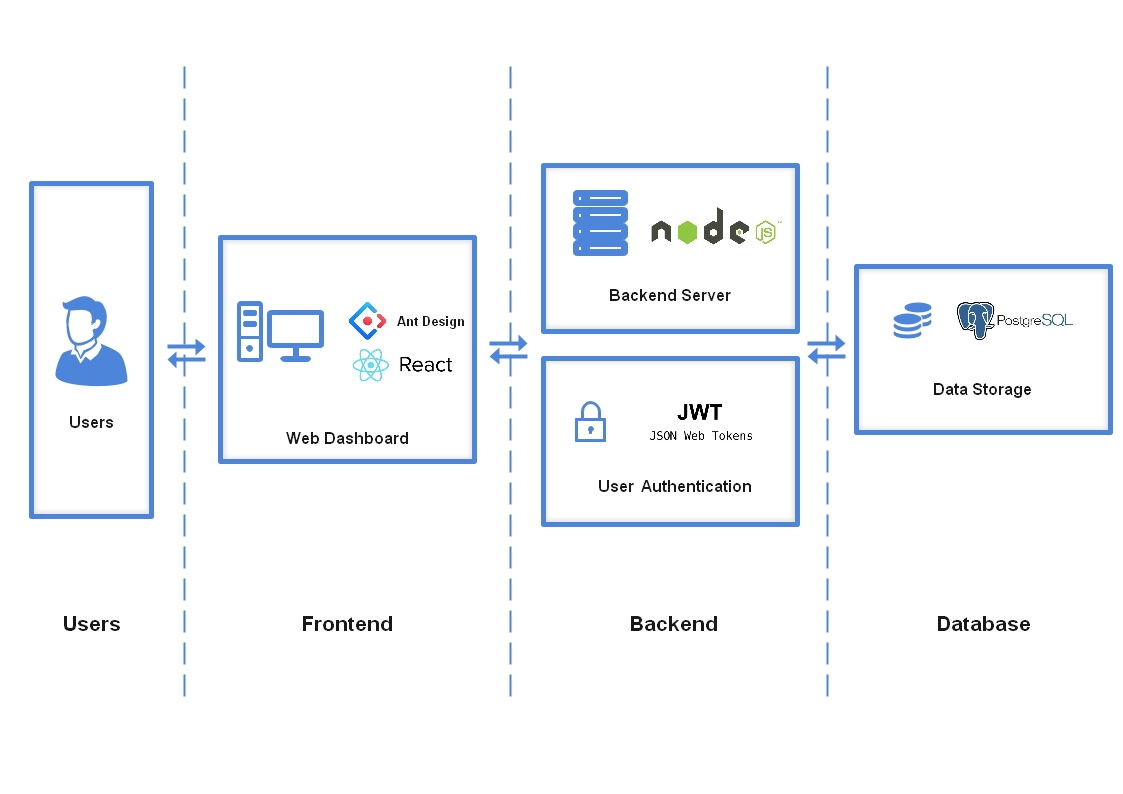 Users
Ant Design
React
Web Dashboard
node
JS
Backend Server
JWT
JSON Web Tokens
User Authentication
PostgreSQL
Data Storage
Users
Frontend
Backend
Database